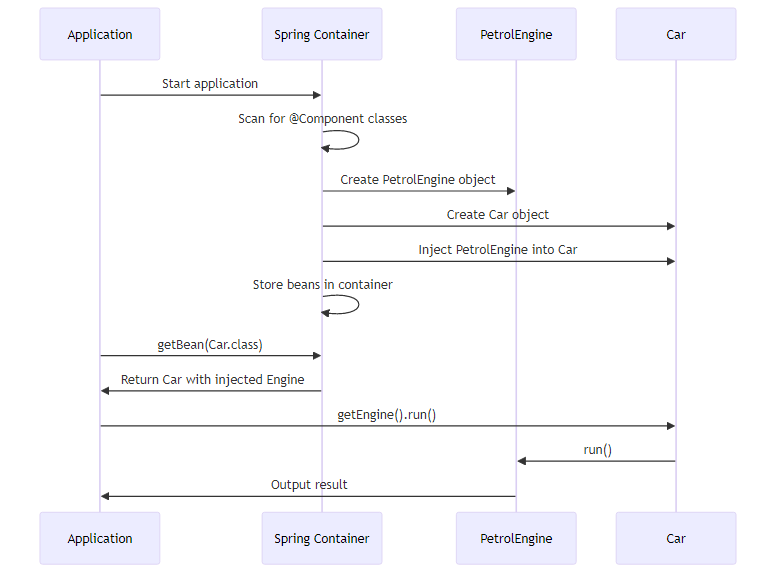 Application
Spring Container
PetrolEngine
Car
Start application
Scan for @Component classes
Create PetrolEngine object
Create Car object
Inject PetrolEngine into Car
Store beans in container
getBean(Car.class)
Return Car with injected Engine
getEngine().run()
run()
Output result
Application
Spring Container
PetrolEngine
Car